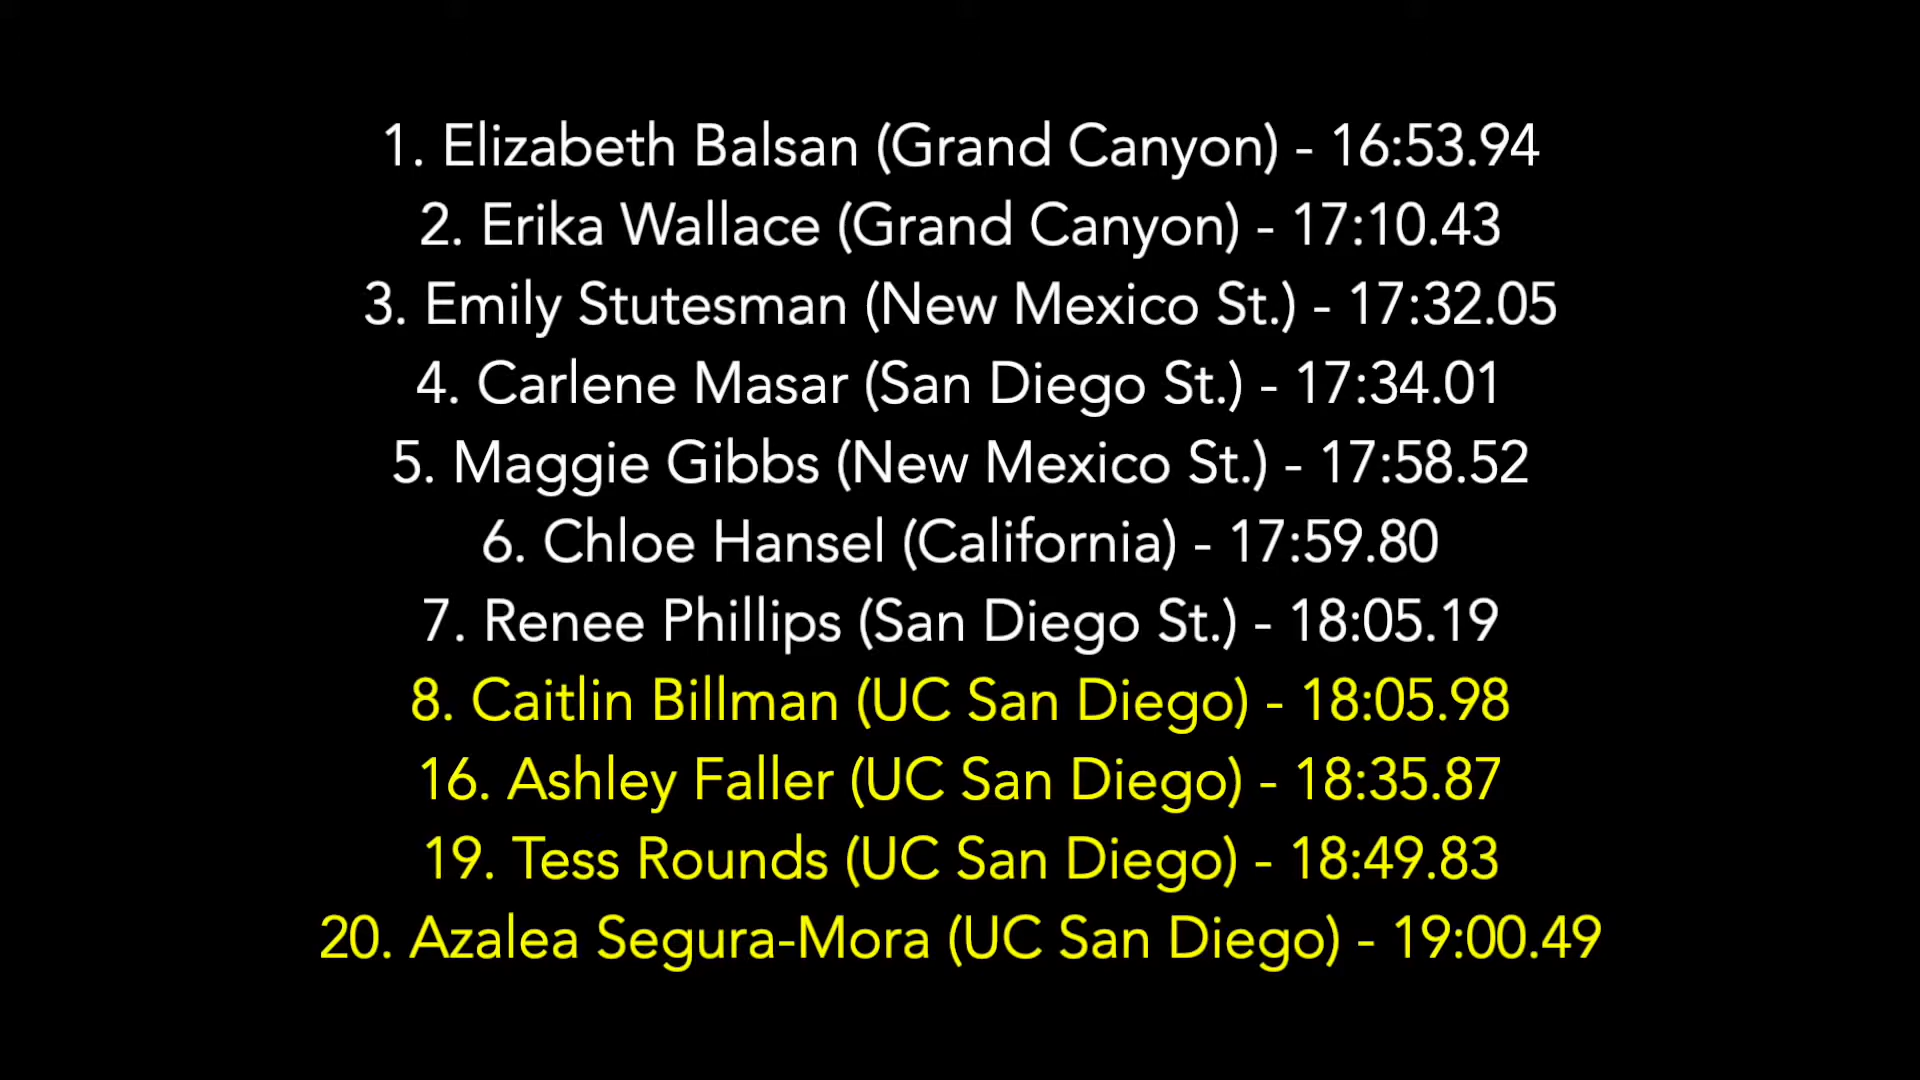 1. Elizabeth Balsan (Grand Canyon) - 16:53.94
2. Erika Wallace (Grand Canyon) - 17:10.43
3. Emily Stutesman (New Mexico St.) - 17:32.05
4. Carlene Masar (San Diego St.) - 17:34.01
5. Maggie Gibbs (New Mexico St.) - 17:58.52
6. Chloe Hansel (California) - 17:59.80
7. Renee Phillips (San Diego St.) - 18:05.19
8. Caitlin Billman (UC San Diego) - 18:05.98
16. Ashley Faller (UC San Diego) - 18:35.87
19. Tess Rounds (UC San Diego) - 18:49.83
20. Azalea Segura-Mora (UC San Diego) - 19:00.49